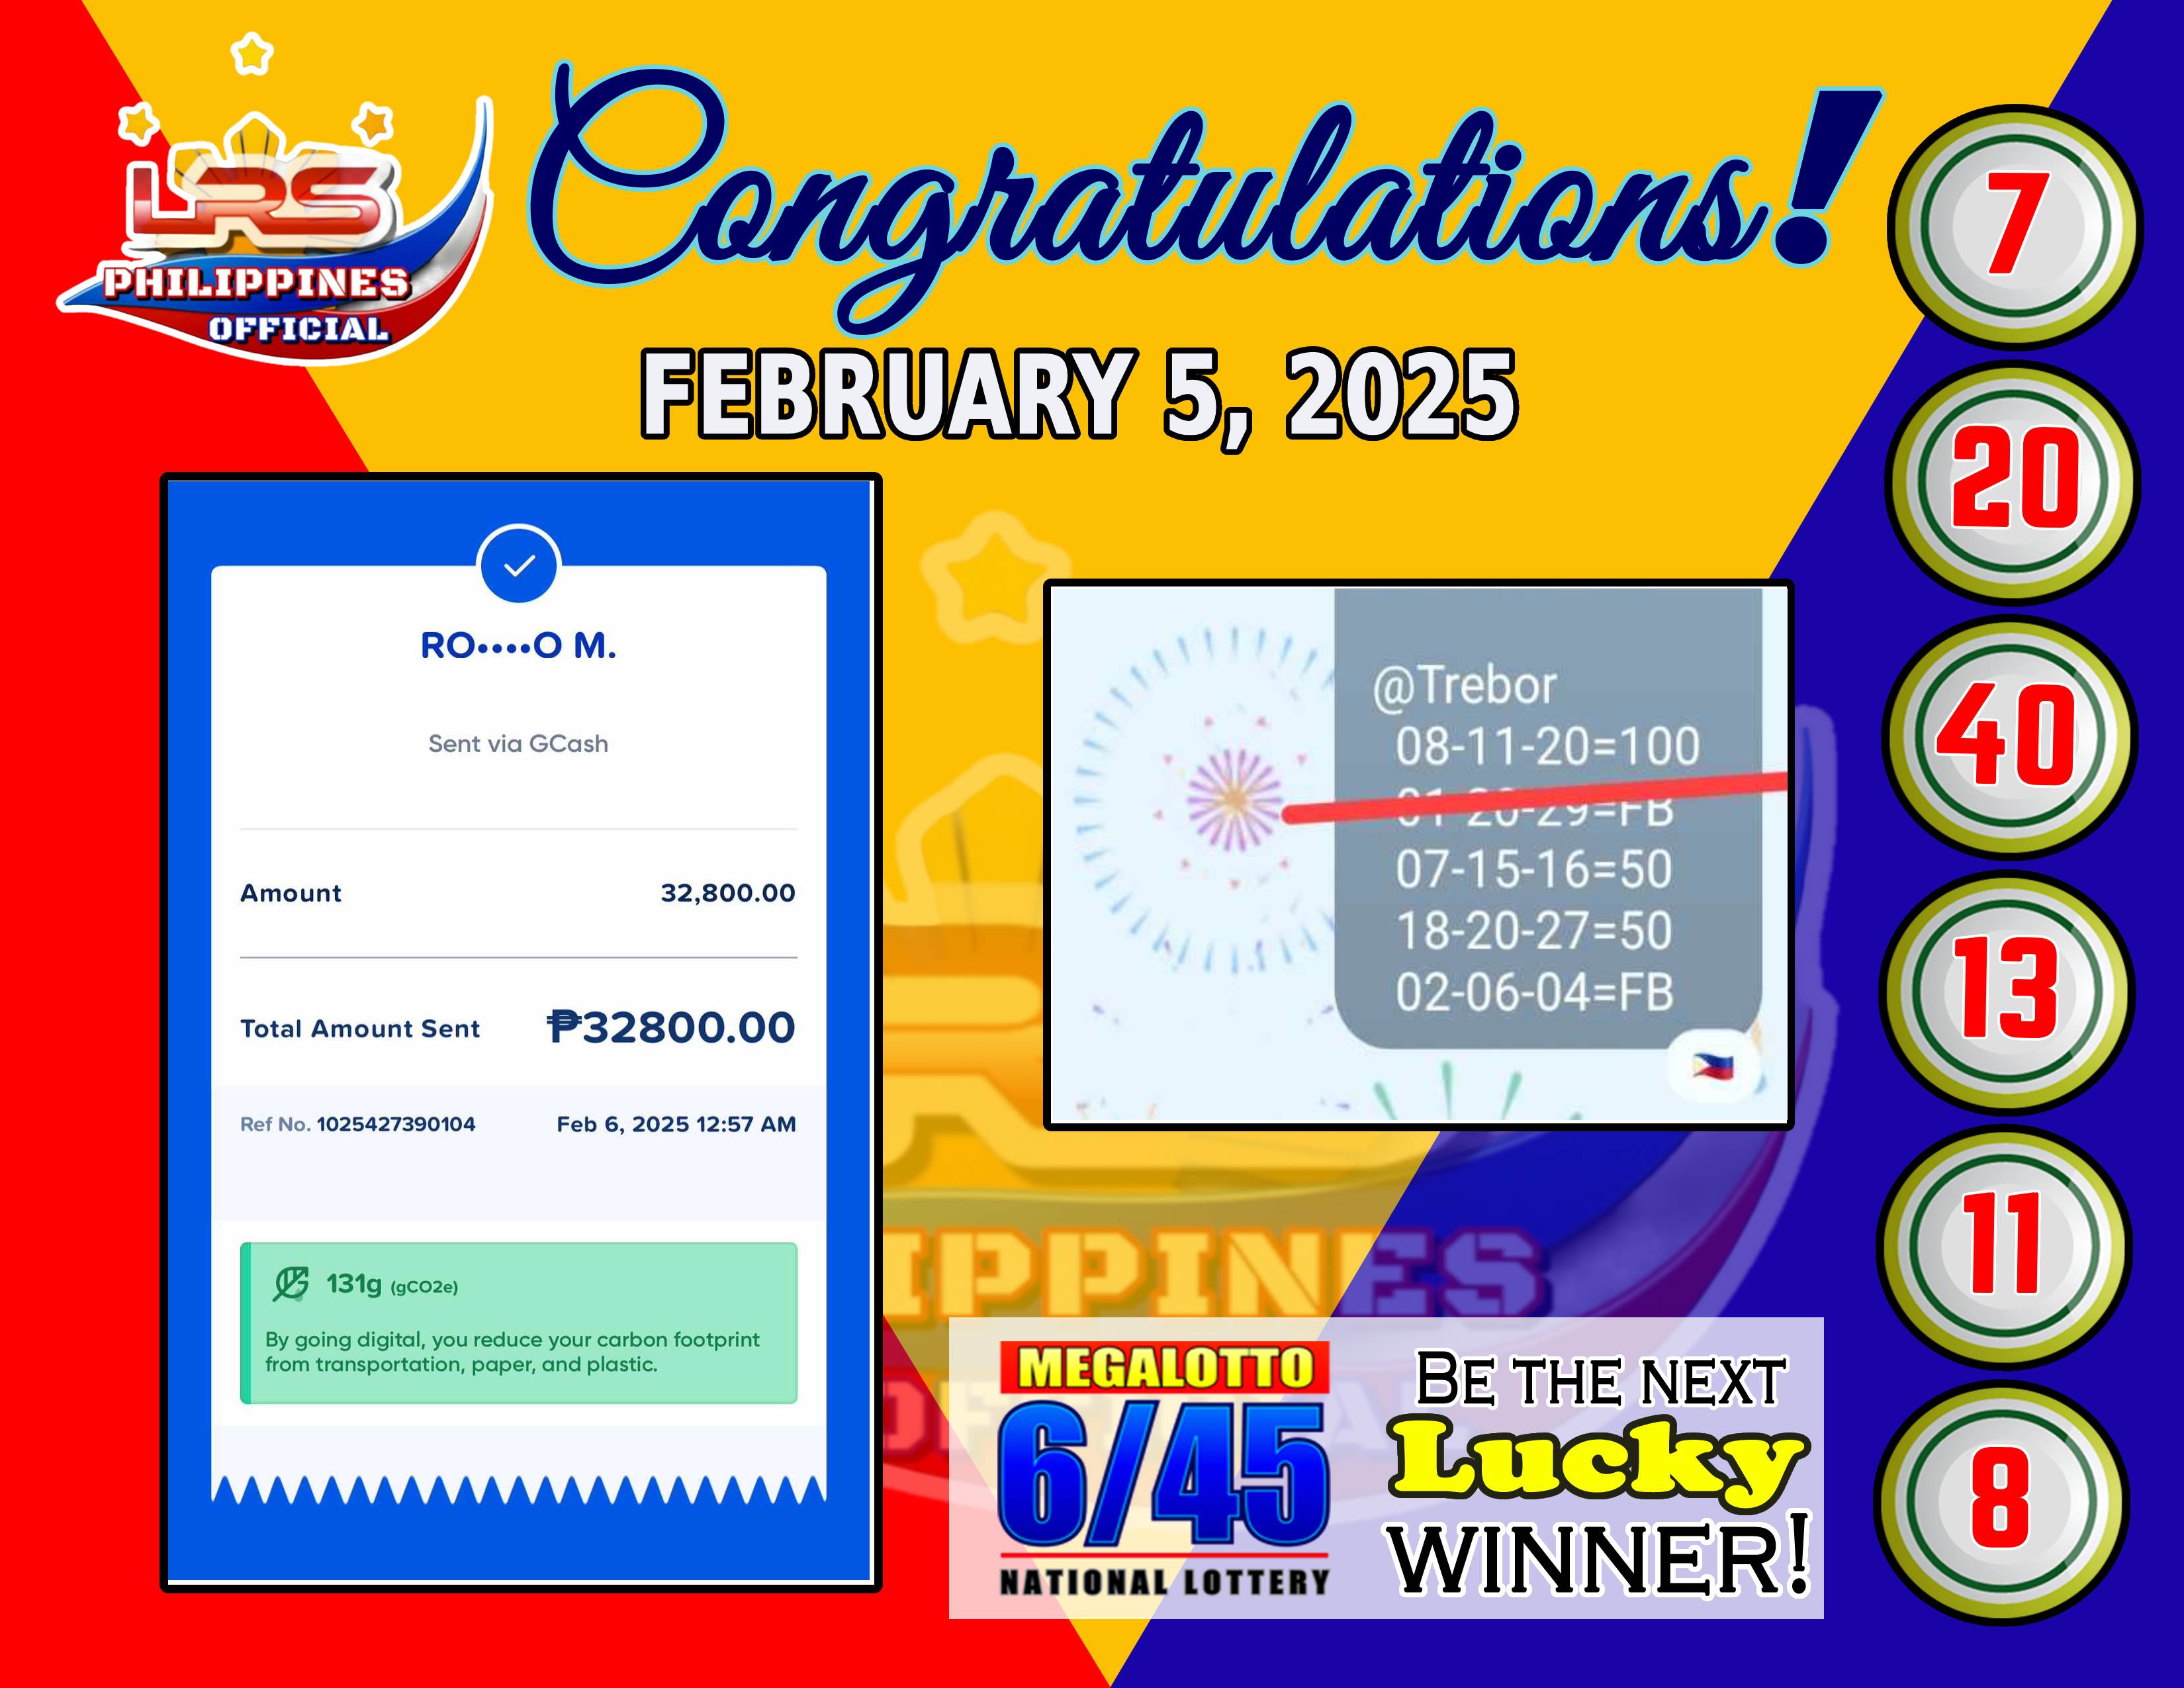 LRS
PHILIPPINES
OFFICIAL
Congratulations!
FEBRUARY 5, 2025
RO••••O M.
Sent via GCash
Amount 32,800.00
Total Amount Sent ₱32800.00
Ref No. 1025427390104 Feb 6, 2025 12:57 AM
131g (gCO2e)
By going digital, you reduce your carbon footprint
from transportation, paper, and plastic.
@Trebor
08-11-20=100
01-20-29=FB
07-15-16=50
18-20-27=50
02-06-04=FB
MEGALOTTO
6/45
NATIONAL LOTTERY
BE THE NEXT
Lucky
WINNER!
7
20
40
13
11
8